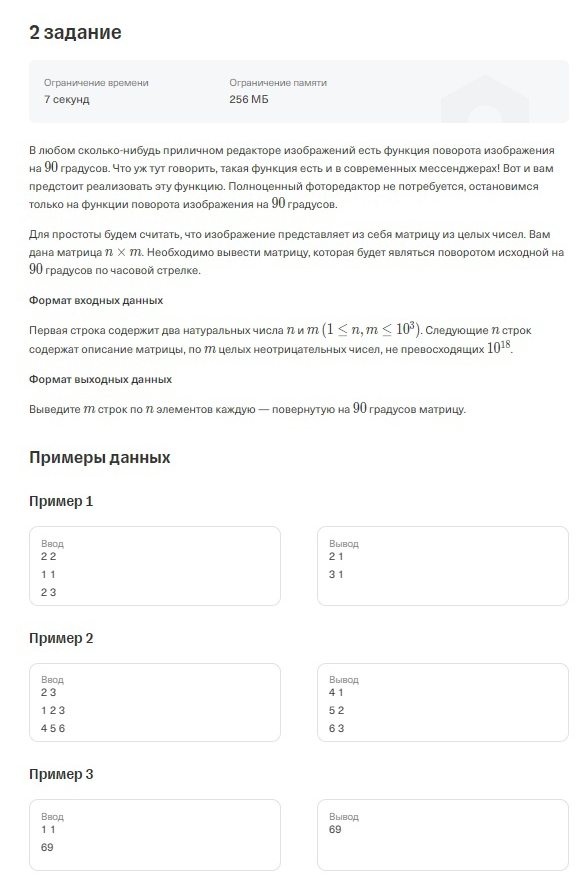 2 задание
Ограничение времени
Ограничение памяти
7 секунд
256 МБ
В любом сколько-нибудь приличном редакторе изображений есть функция поворота изображения
на 90 градусов. Что уж тут говорить, такая функция есть и в современных мессенджерах! Вот и вам
предстоит реализовать эту функцию. Полноценный фоторедактор не потребуется, остановимся
только на функции поворота изображения на 90 градусов.
Для простоты будем считать, что изображение представляет из себя матрицу из целых чисел. Вам
дана матрица n × m. Необходимо вывести матрицу, которая будет являться поворотом исходной на
90 градусов по часовой стрелке.
Формат входных данных
Первая строка содержит два натуральных числа n и m (1 ≤ n, m ≤ 10³). Следующие n строк
содержат описание матрицы, по m целых неотрицательных чисел, не превосходящих 10¹⁸.
Формат выходных данных
Выведите m строк по n элементов каждую — повернутую на 90 градусов матрицу.
Примеры данных
Пример 1
Ввод
2 2
1 1
2 3
Вывод
2 1
3 1
Пример 2
Ввод
2 3
1 2 3
4 5 6
Вывод
4 1
5 2
6 3
Пример 3
Ввод
1 1
69
Вывод
69